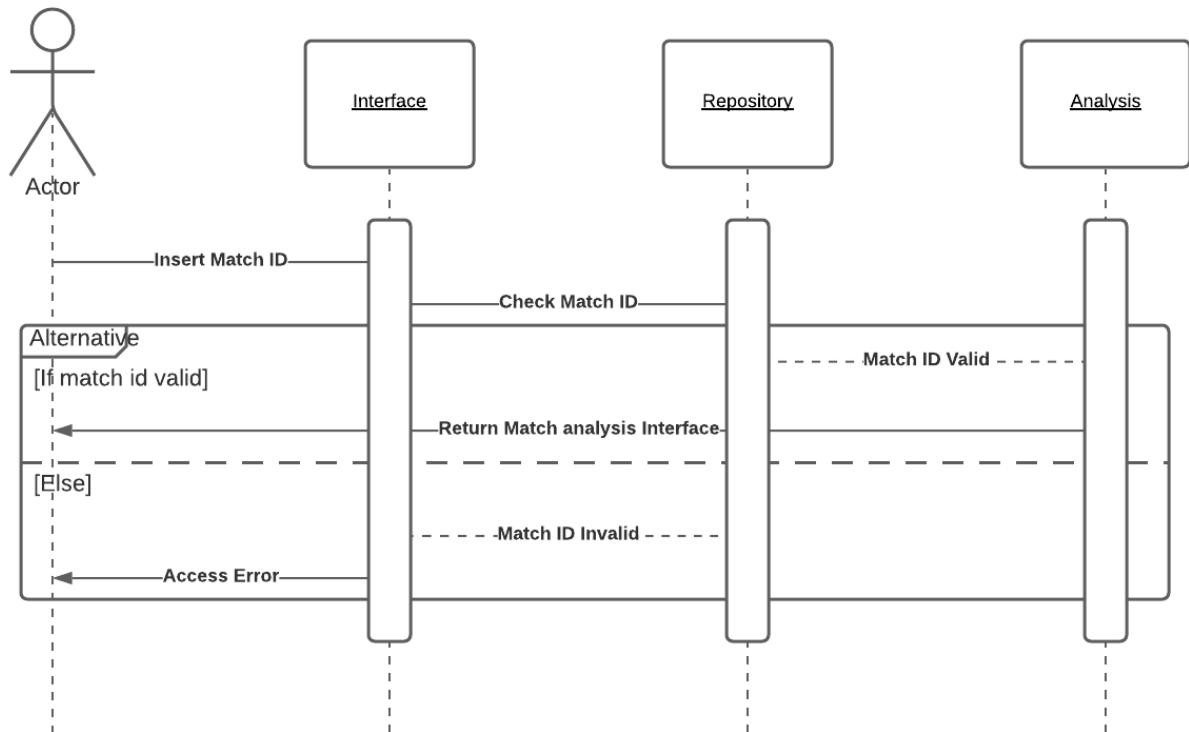 Interface
Repository
Analysis
Actor
Insert Match ID
Check Match ID
Alternative
Match ID Valid
[If match id valid]
Return Match analysis Interface
[Else]
Match ID Invalid
Access Error